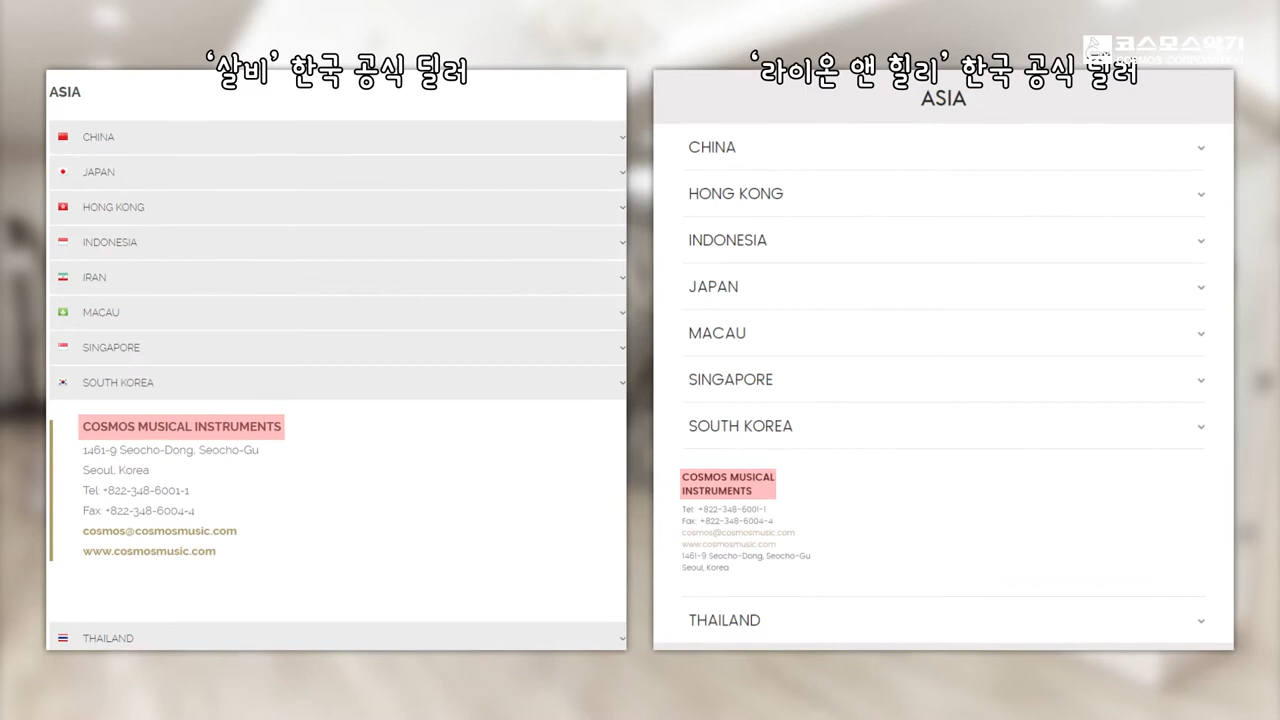 ‘살비’ 한국 공식 딜러
ASIA
CHINA
JAPAN
HONG KONG
INDONESIA
IRAN
MACAU
SINGAPORE
SOUTH KOREA
COSMOS MUSICAL INSTRUMENTS
1461-9 Seocho-Dong, Seocho-Gu
Seoul, Korea
Tel: +822-348-6001-1
Fax: +822-348-6004-4
cosmos@cosmosmusic.com
www.cosmosmusic.com
THAILAND
코스모스악기
COSMOS CORPORATION
‘라이온 앤 힐리’ 한국 공식 딜러
ASIA
CHINA
HONG KONG
INDONESIA
JAPAN
MACAU
SINGAPORE
SOUTH KOREA
COSMOS MUSICAL
INSTRUMENTS
Tel: +822-348-6001-1
Fax: +822-348-6004-4
cosmos@cosmosmusic.com
www.cosmosmusic.com
1461-9 Seocho-Dong, Seocho-Gu
Seoul, Korea
THAILAND